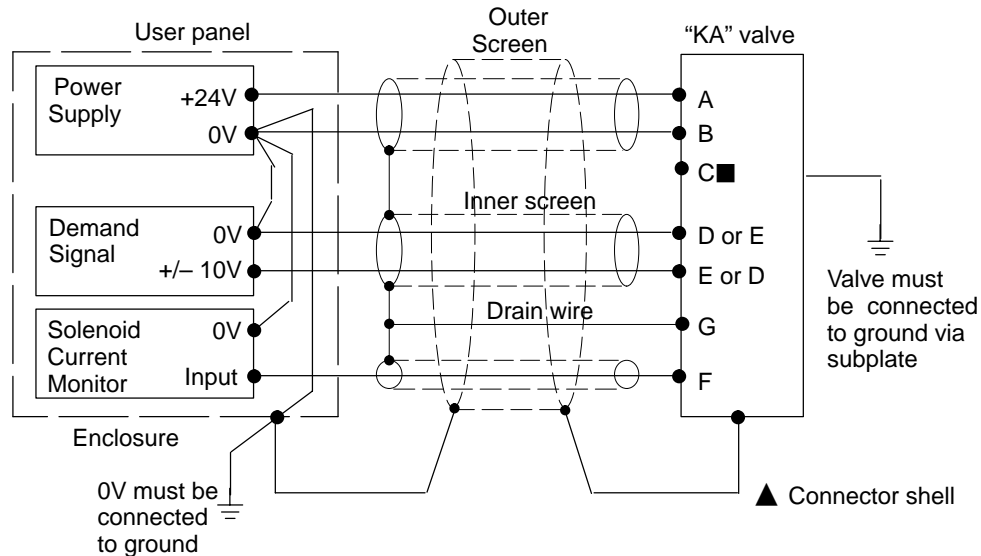 User panel
Outer
Screen
“KA” valve
Power
Supply
+24V
0V
A
B
C■
Inner screen
Demand
Signal
0V
+/– 10V
D or E
E or D
Drain wire
G
Solenoid
Current
Monitor
0V
Input
F
Valve must
be connected
to ground via
subplate
Enclosure
0V must be
connected
to ground
▲ Connector shell